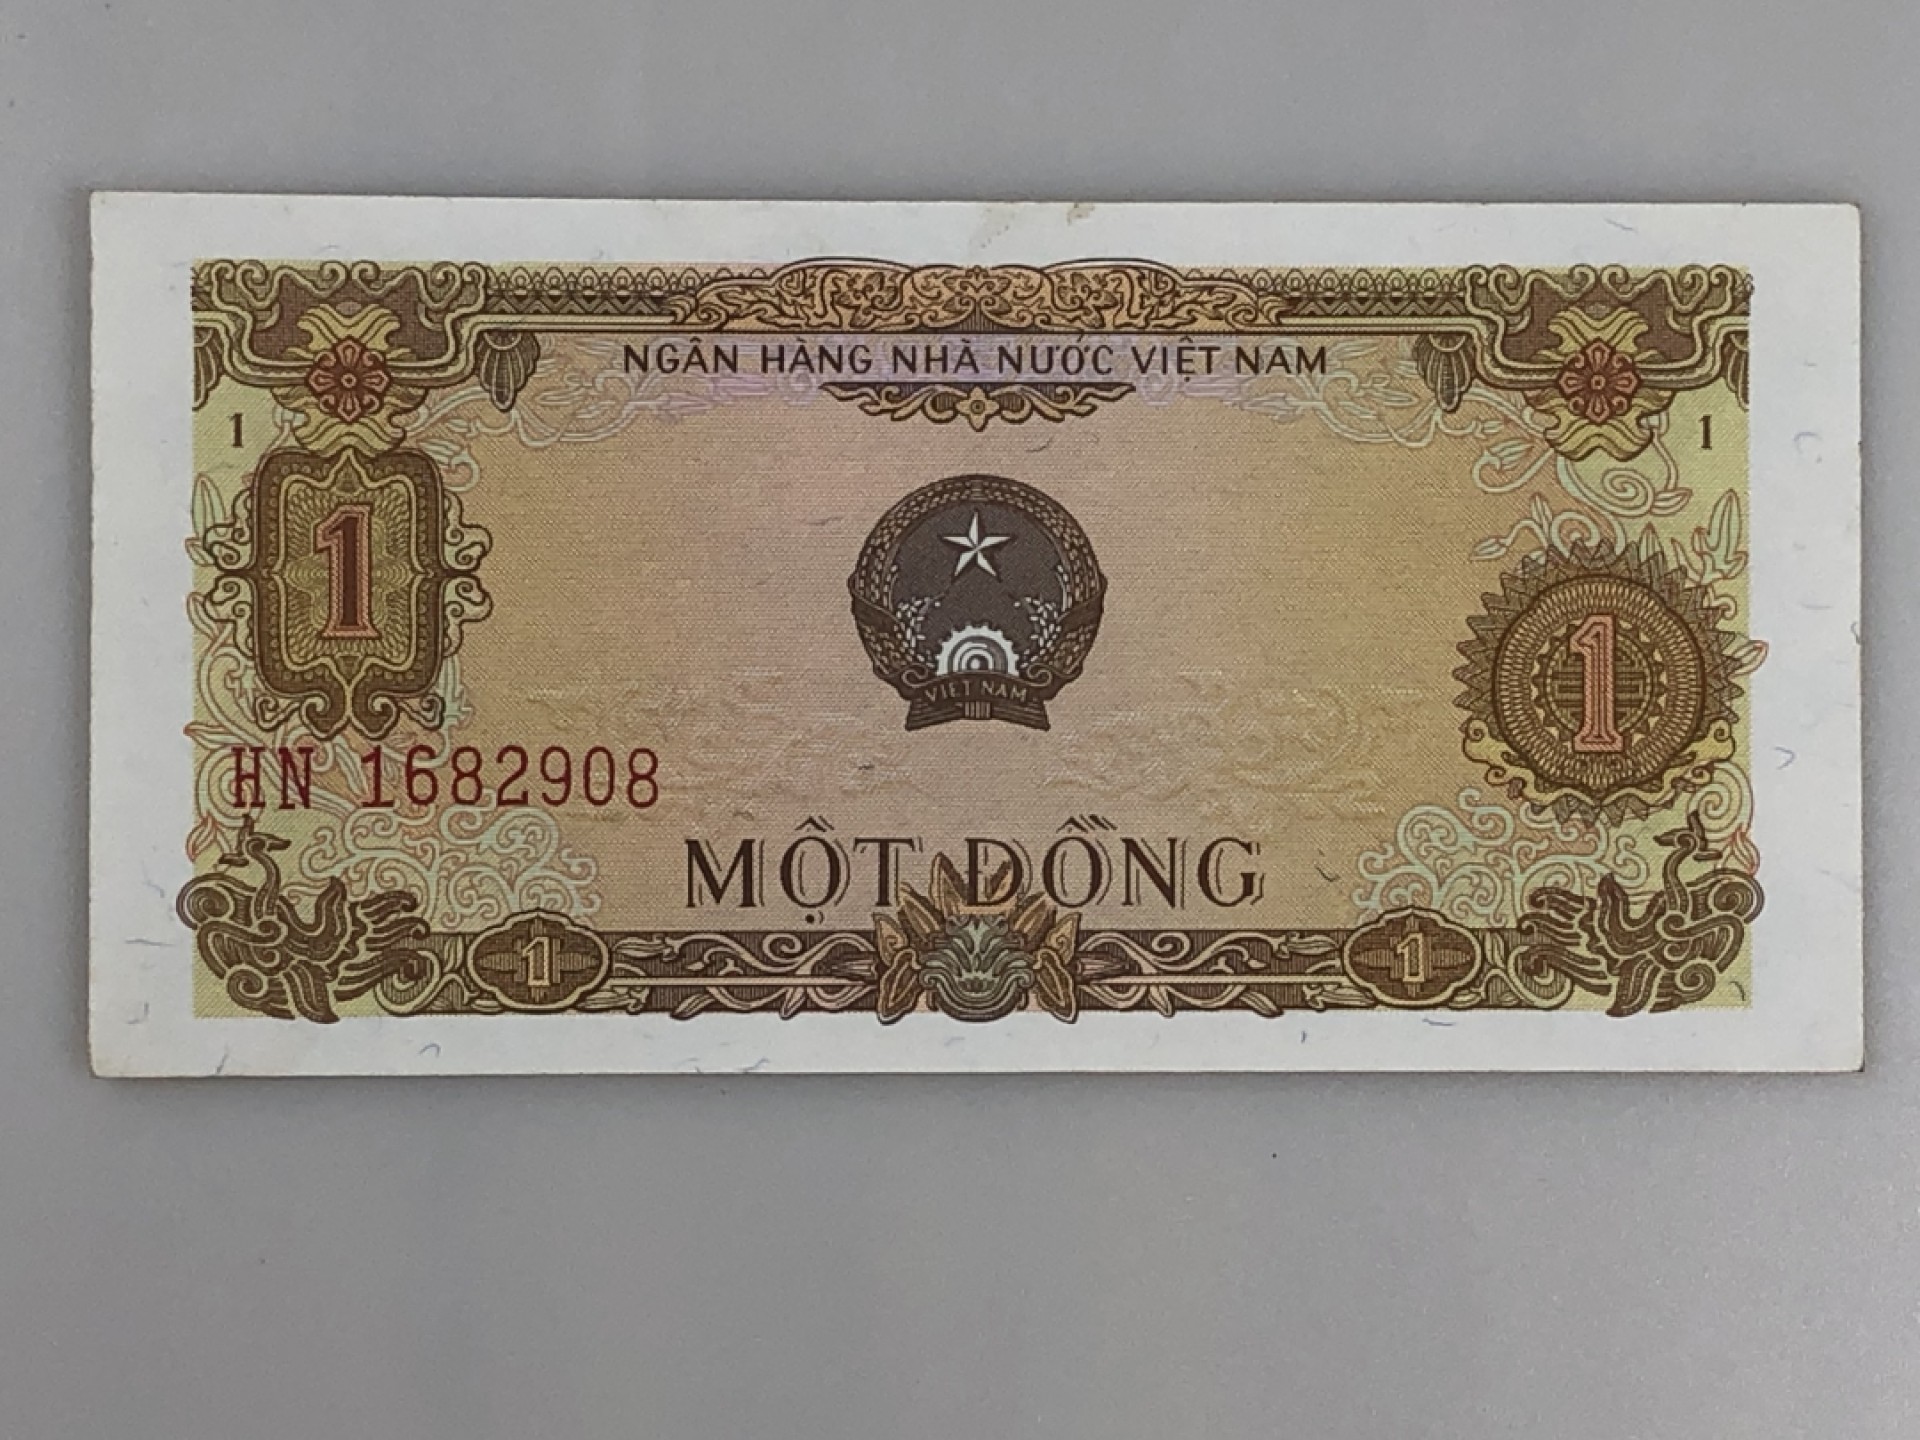 NGÂN HÀNG NHÀ NƯỚC VIỆT NAM
1 1
1
VIỆT NAM
1
HN 1682908
MỘT ĐỒNG
1 1